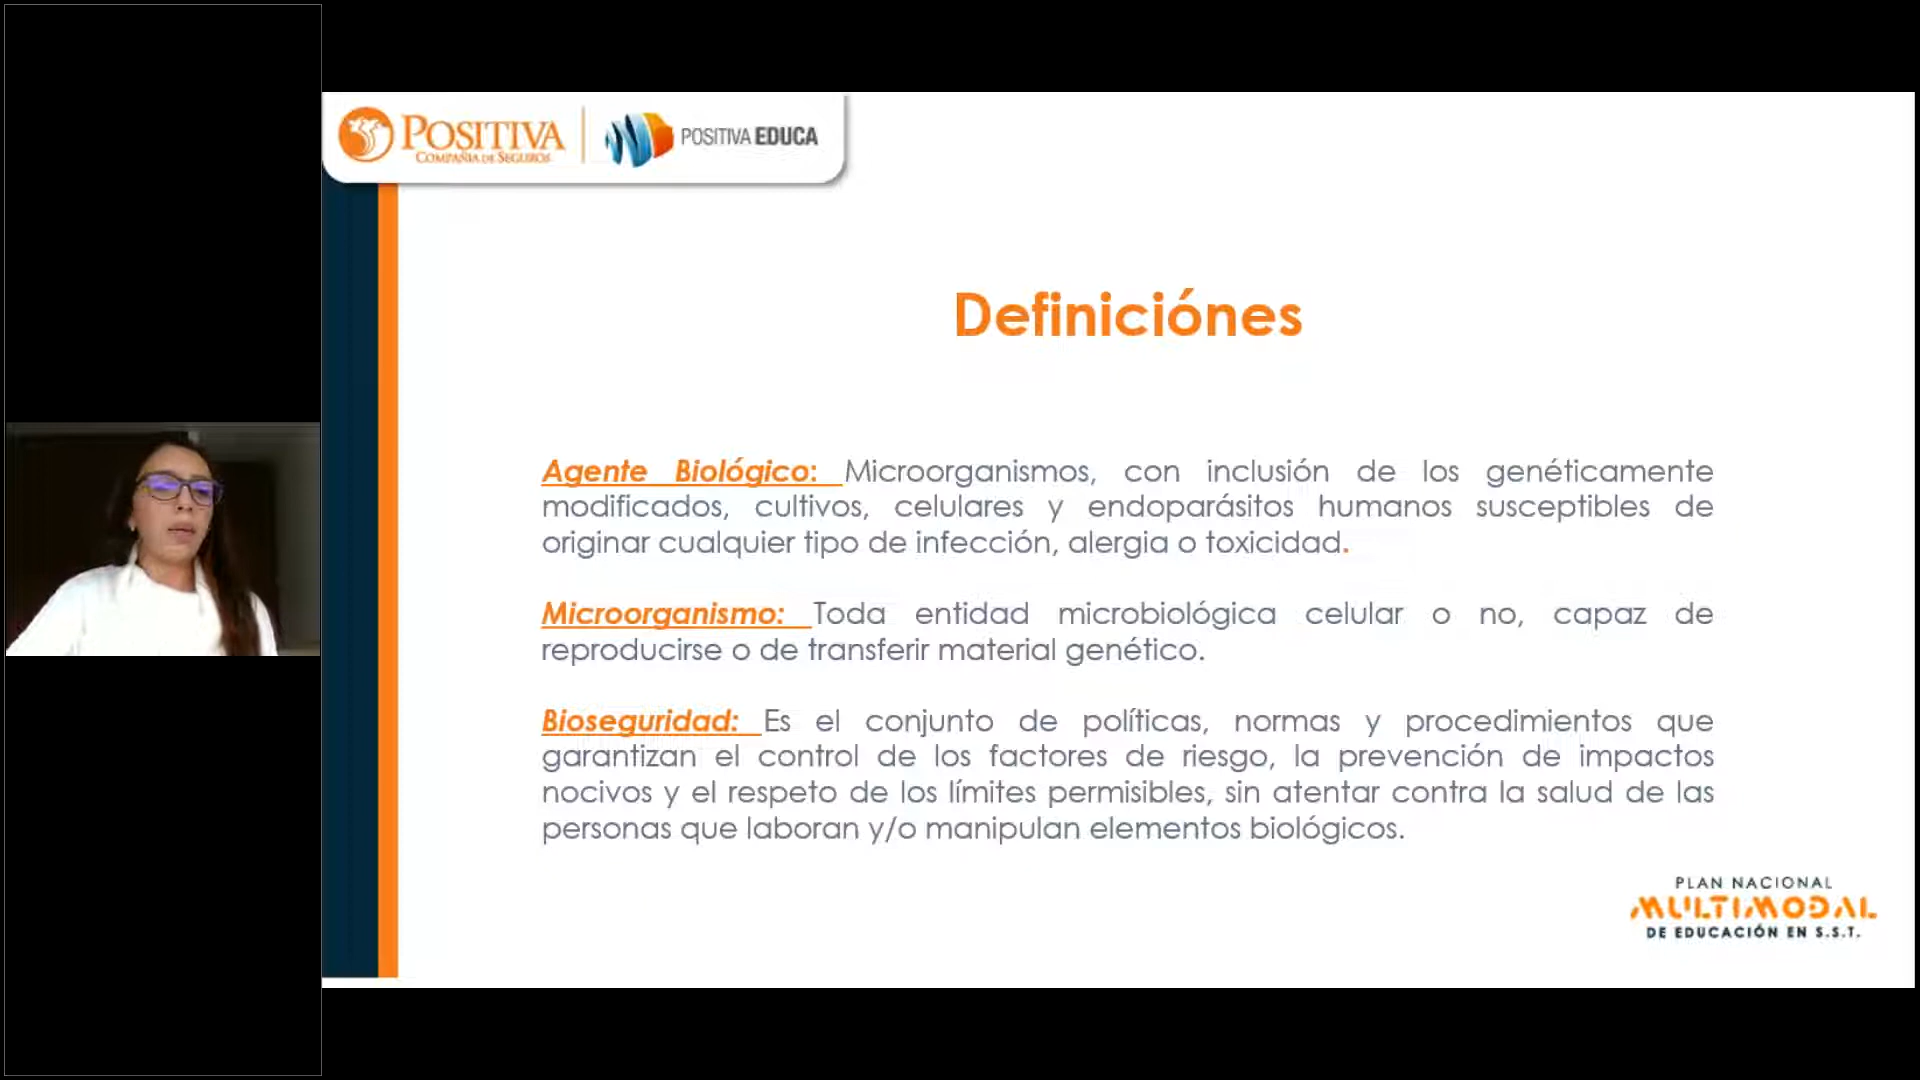 POSITIVA
COMPAÑIA DE SEGUROS
POSITIVA EDUCA
Definiciónes
Agente Biológico: Microorganismos, con inclusión de los genéticamente
modificados, cultivos, celulares y endoparásitos humanos susceptibles de
originar cualquier tipo de infección, alergia o toxicidad.
Microorganismo: Toda entidad microbiológica celular o no, capaz de
reproducirse o de transferir material genético.
Bioseguridad: Es el conjunto de políticas, normas y procedimientos que
garantizan el control de los factores de riesgo, la prevención de impactos
nocivos y el respeto de los límites permisibles, sin atentar contra la salud de las
personas que laboran y/o manipulan elementos biológicos.
PLAN NACIONAL
MULTIMODAL
DE EDUCACIÓN EN S.S.T.